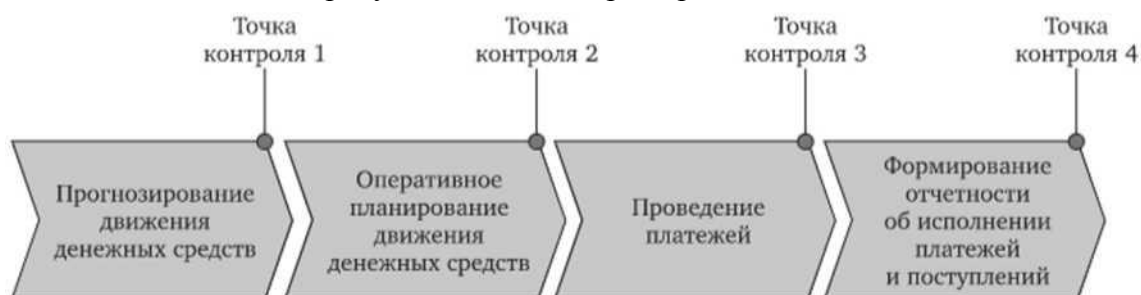 Точка
контроля 1
Точка
контроля 2
Точка
контроля 3
Точка
контроля 4
Прогнозирование
движения
денежных средств
Оперативное
планирование
движения
денежных средств
Проведение
платежей
Формирование
отчетности
об исполнении
платежей
и поступлений